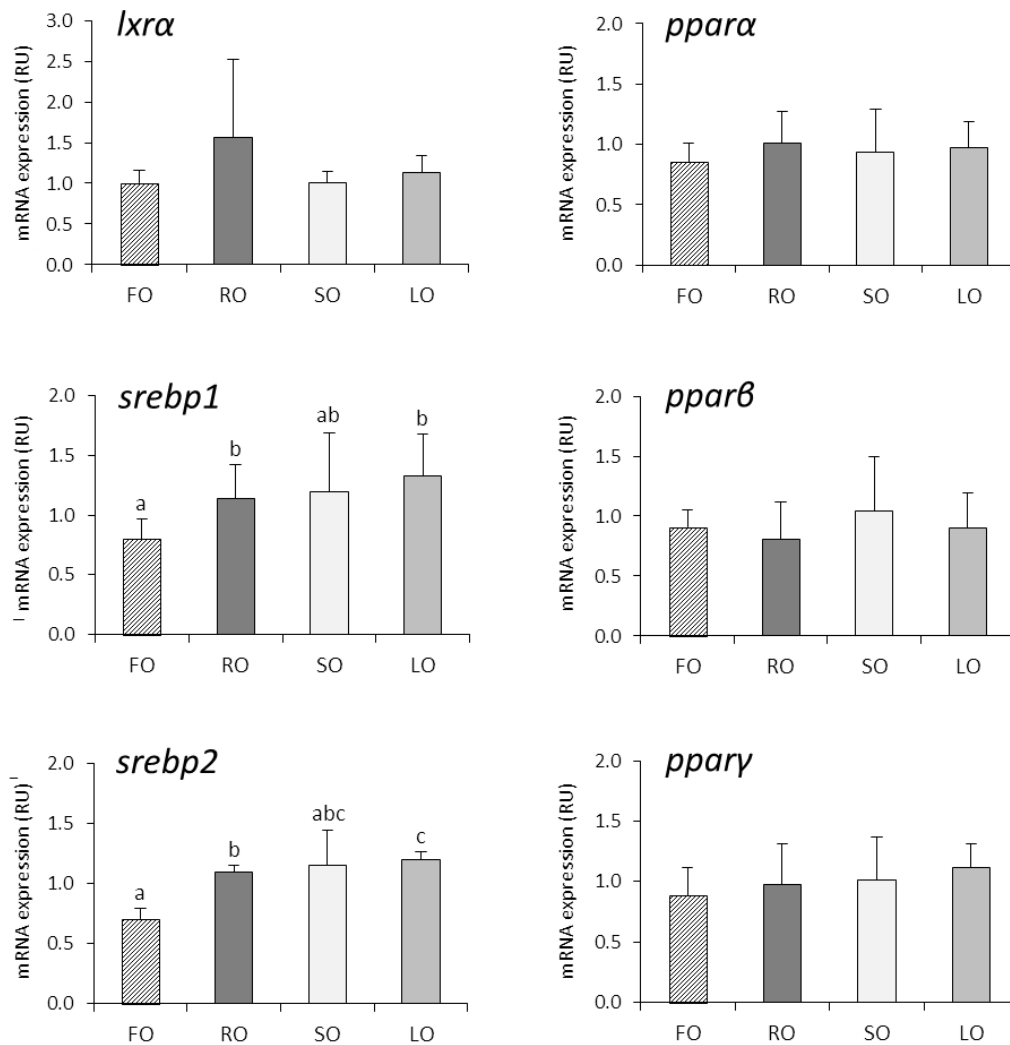 lxrα
mRNA expression (RU)
3.0
2.5
2.0
1.5
1.0
0.5
0.0
FO RO SO LO
pparα
mRNA expression (RU)
2.0
1.5
1.0
0.5
0.0
FO RO SO LO
srebp1
mRNA expression (RU)
2.0
1.5
1.0
0.5
0.0
a b ab b
FO RO SO LO
pparβ
mRNA expression (RU)
2.0
1.5
1.0
0.5
0.0
FO RO SO LO
srebp2
mRNA expression (RU)
2.0
1.5
1.0
0.5
0.0
a b abc c
FO RO SO LO
pparγ
mRNA expression (RU)
2.0
1.5
1.0
0.5
0.0
FO RO SO LO